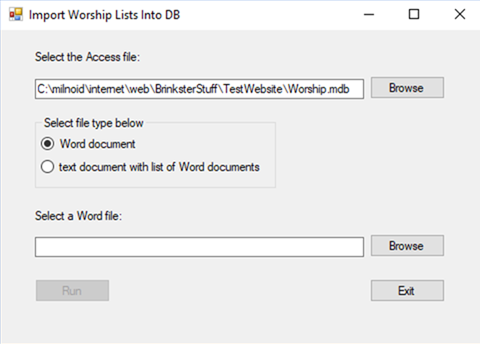 Import Worship Lists Into DB
Select the Access file:
C:\milnoid\internet\web\BrinksterStuff\TestWebsite\Worship.mdb
Browse
Select file type below
Word document
text document with list of Word documents
Select a Word file:
Browse
Run
Exit